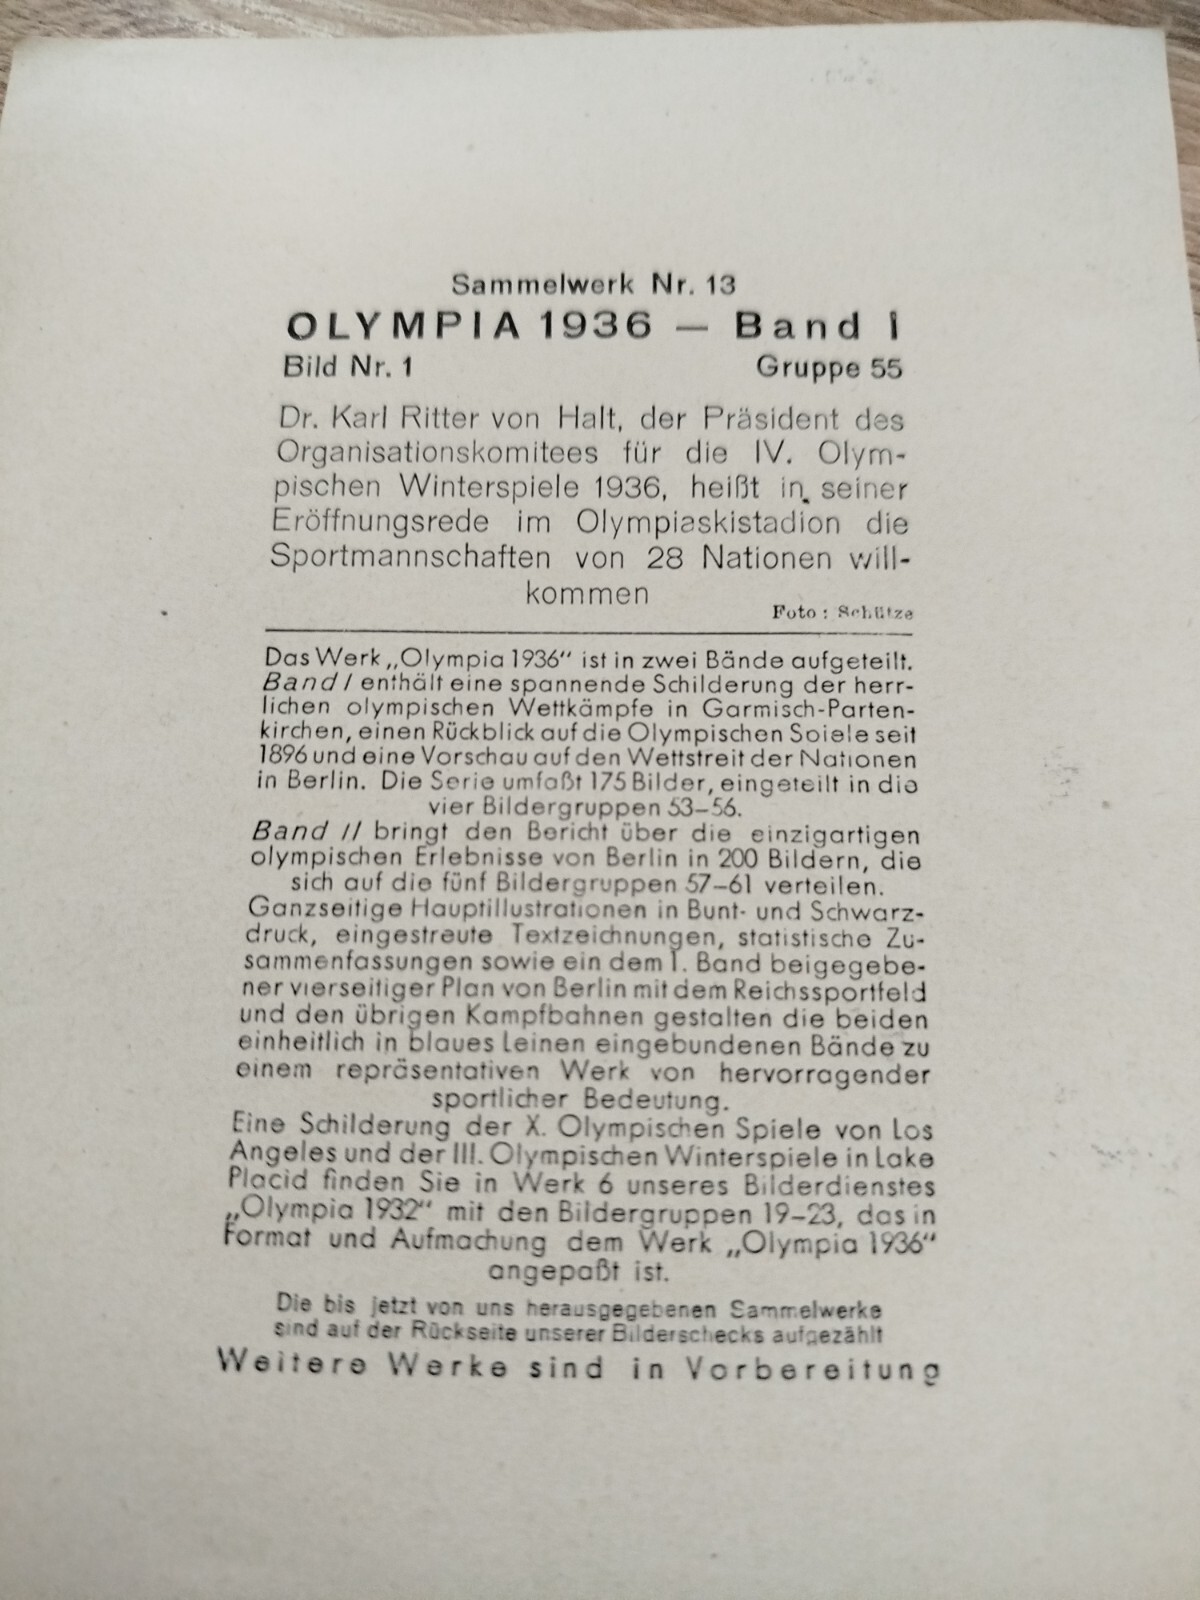 Sammelwerk Nr. 13
OLYMPIA 1936 — Band I
Bild Nr. 1 Gruppe 55
Dr. Karl Ritter von Halt, der Präsident des
Organisationskomitees für die IV. Olym-
pischen Winterspiele 1936, heißt in seiner
Eröffnungsrede im Olympiaskistadion die
Sportmannschaften von 28 Nationen will-
kommen
Foto: Schütze
Das Werk „Olympia 1936“ ist in zwei Bände aufgeteilt.
Band I enthält eine spannende Schilderung der herr-
lichen olympischen Wettkämpfe in Garmisch-Parten-
kirchen, einen Rückblick auf die Olympischen Spiele seit
1896 und eine Vorschau auf den Wettstreit der Nationen
in Berlin. Die Serie umfaßt 175 Bilder, eingeteilt in die
vier Bildergruppen 53–56.
Band II bringt den Bericht über die einzigartigen
olympischen Erlebnisse von Berlin in 200 Bildern, die
sich auf die fünf Bildergruppen 57–61 verteilen.
Ganzseitige Hauptillustrationen in Bunt- und Schwarz-
druck, eingestreute Textzeichnungen, statistische Zu-
sammenfassungen sowie ein dem 1. Band beigegebe-
ner vierseitiger Plan von Berlin mit dem Reichssportfeld
und den übrigen Kampfbahnen gestalten die beiden
einheitlich in blaues Leinen eingebundenen Bände zu
einem repräsentativen Werk von hervorragender
sportlicher Bedeutung.
Eine Schilderung der X. Olympischen Spiele von Los
Angeles und der III. Olympischen Winterspiele in Lake
Placid finden Sie in Werk 6 unseres Bilderdienstes
„Olympia 1932“ mit den Bildergruppen 19–23, das in
Format und Aufmachung dem Werk „Olympia 1936“
angepaßt ist.
Die bis jetzt von uns herausgegebenen Sammelwerke
sind auf der Rückseite unserer Bilderschecks aufgezählt
Weitere Werke sind in Vorbereitung